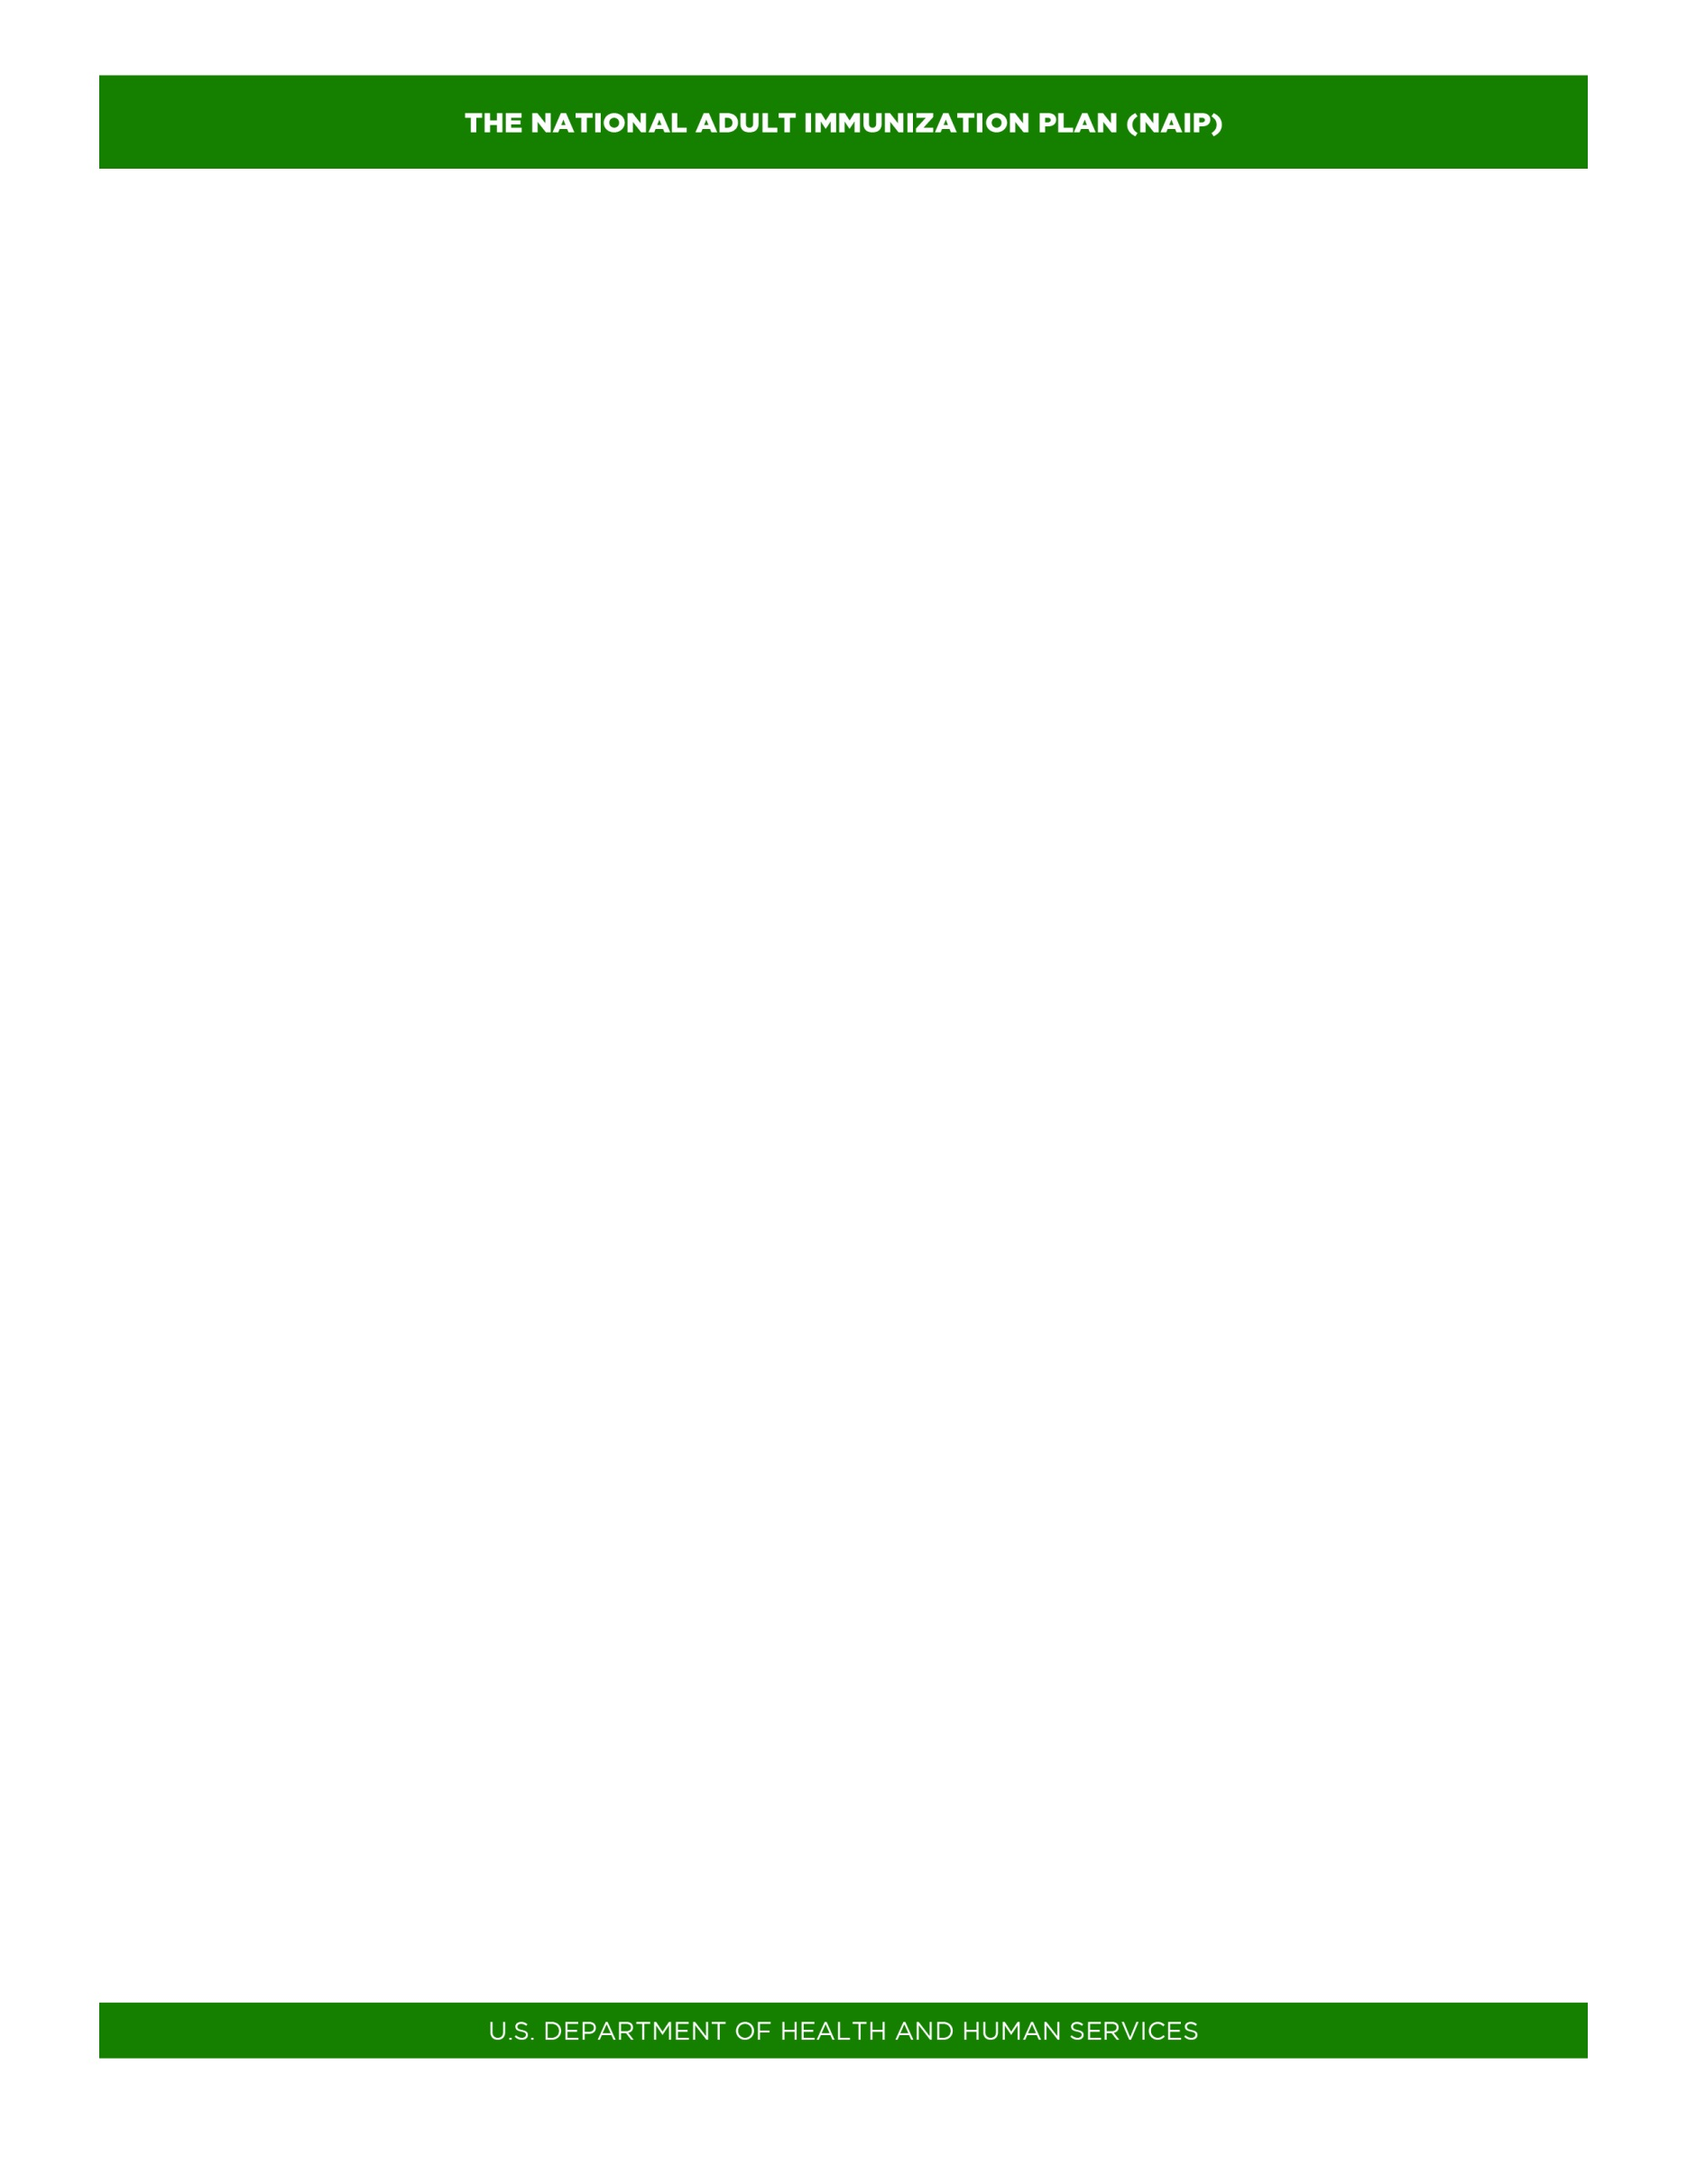 THE NATIONAL ADULT IMMUNIZATION PLAN (NAIP)
U.S. DEPARTMENT OF HEALTH AND HUMAN SERVICES